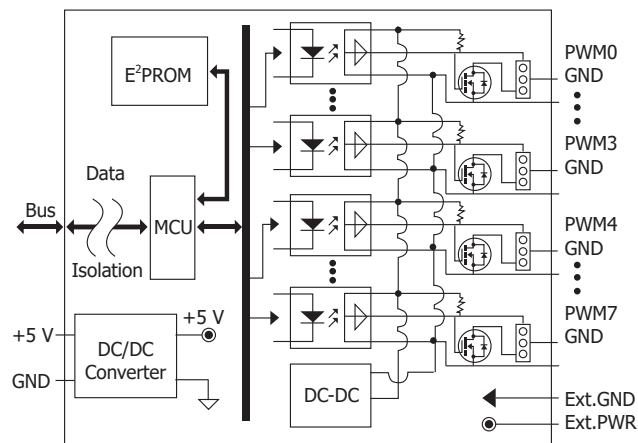 E²PROM
PWM0
GND
PWM3
GND
Data
Bus
MCU
Isolation
PWM4
GND
PWM7
GND
+5 V
+5 V
DC/DC
Converter
GND
DC-DC
Ext.GND
Ext.PWR